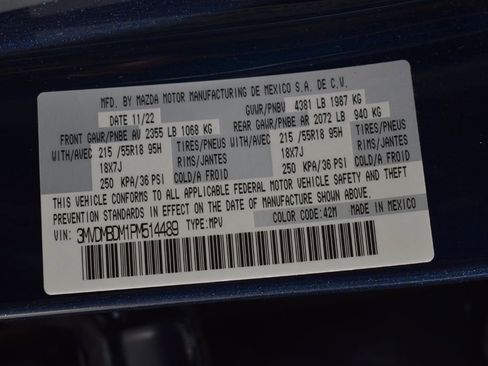 MFD. BY MAZDA MOTOR MANUFACTURING DE MEXICO S.A. DE C.V.
DATE 11/22 GVWR/PNBV 4381 LB 1987 KG
FRONT GAWR/PNBE AV 2355 LB 1068 KG REAR GAWR/PNBE AR 2072 LB 940 KG
WITH/AVEC 215 /55R18 95H TIRES/PNEUS WITH/AVEC 215 /55R18 95H TIRES/PNEUS
18X7J RIMS/JANTES 18X7J RIMS/JANTES
250 KPA/36 PSI COLD/A FROID 250 KPA/36 PSI COLD/A FROID
THIS VEHICLE CONFORMS TO ALL APPLICABLE FEDERAL MOTOR VEHICLE SAFETY AND THEFT
PREVENTION STANDARDS IN EFFECT ON THE DATE OF MANUFACTURE SHOWN ABOVE.
VIN: 3MVDMBDM1PM514489 TYPE:MPV COLOR CODE:42M MADE IN MEXICO